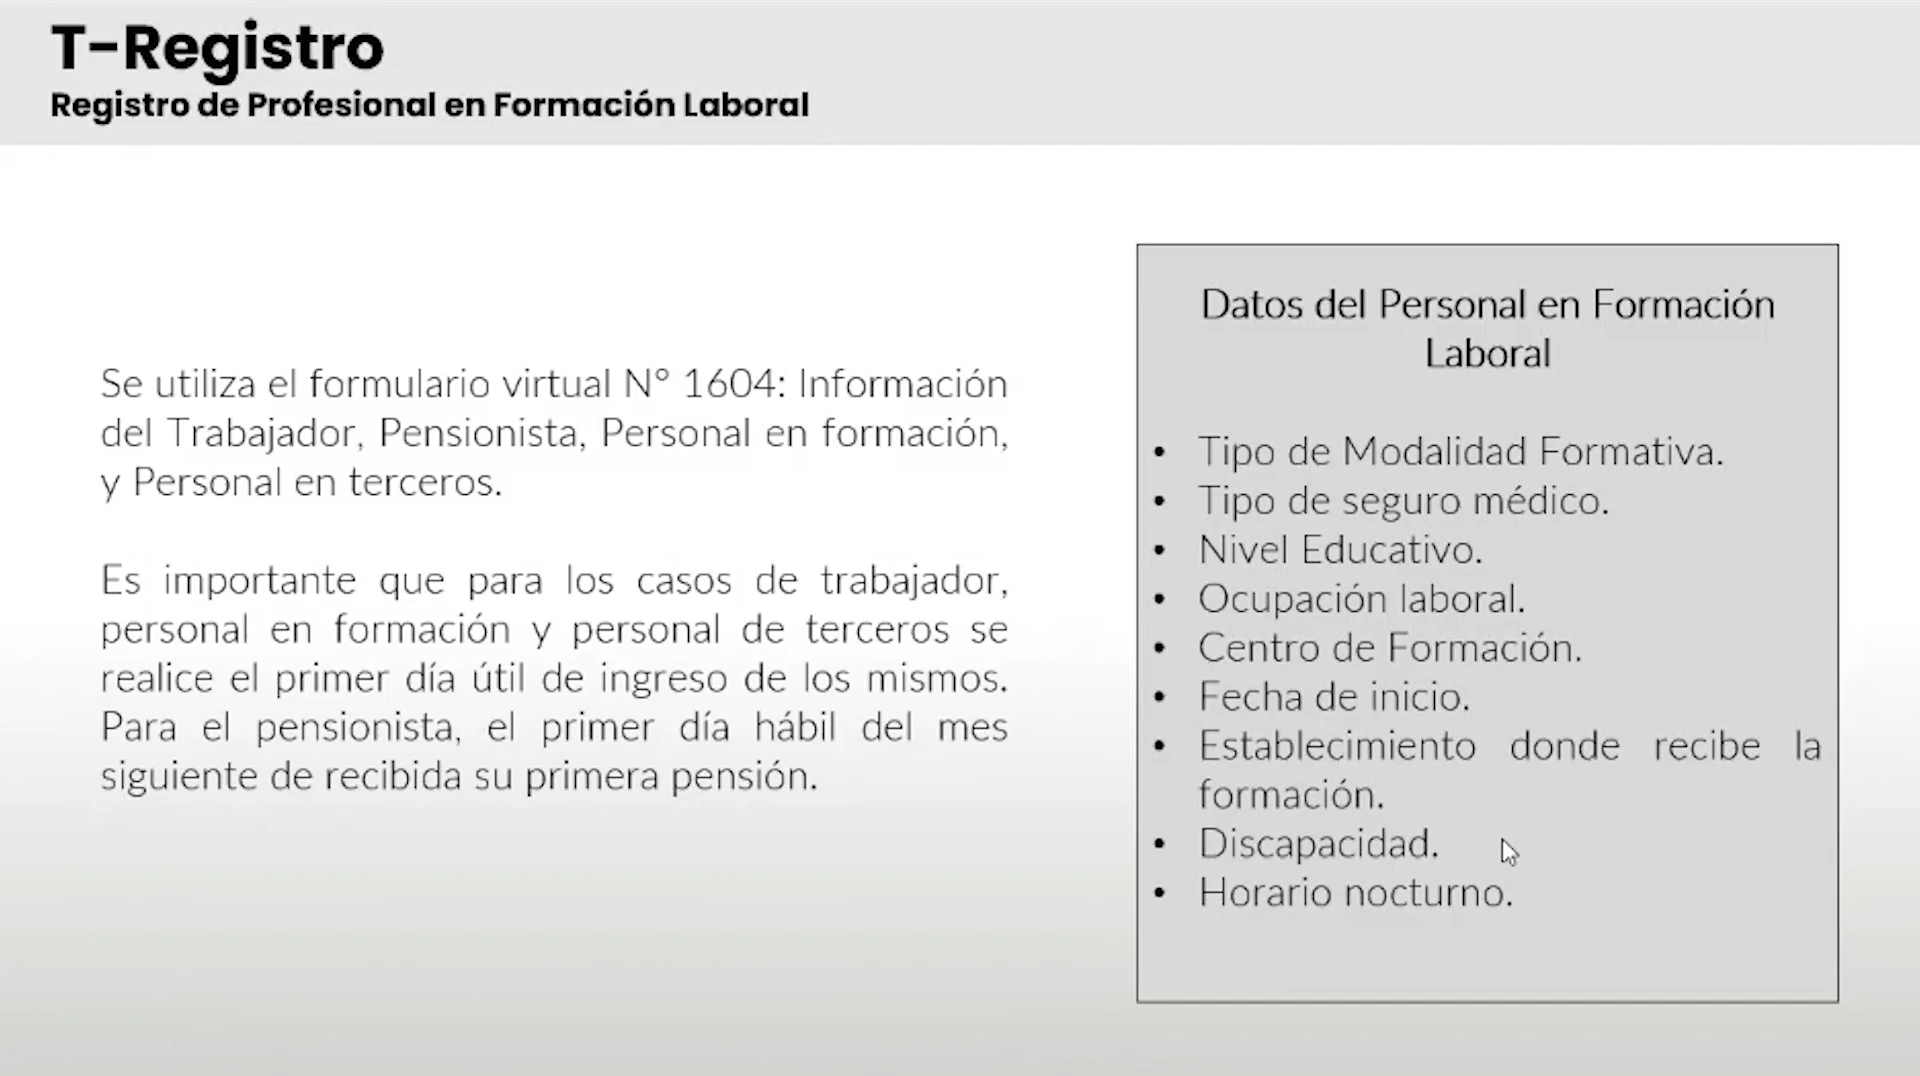 T-Registro
Registro de Profesional en Formación Laboral
Se utiliza el formulario virtual N° 1604: Información
del Trabajador, Pensionista, Personal en formación,
y Personal en terceros.
Es importante que para los casos de trabajador,
personal en formación y personal de terceros se
realice el primer día útil de ingreso de los mismos.
Para el pensionista, el primer día hábil del mes
siguiente de recibida su primera pensión.
Datos del Personal en Formación
Laboral
• Tipo de Modalidad Formativa.
• Tipo de seguro médico.
• Nivel Educativo.
• Ocupación laboral.
• Centro de Formación.
• Fecha de inicio.
• Establecimiento donde recibe la
formación.
• Discapacidad.
• Horario nocturno.